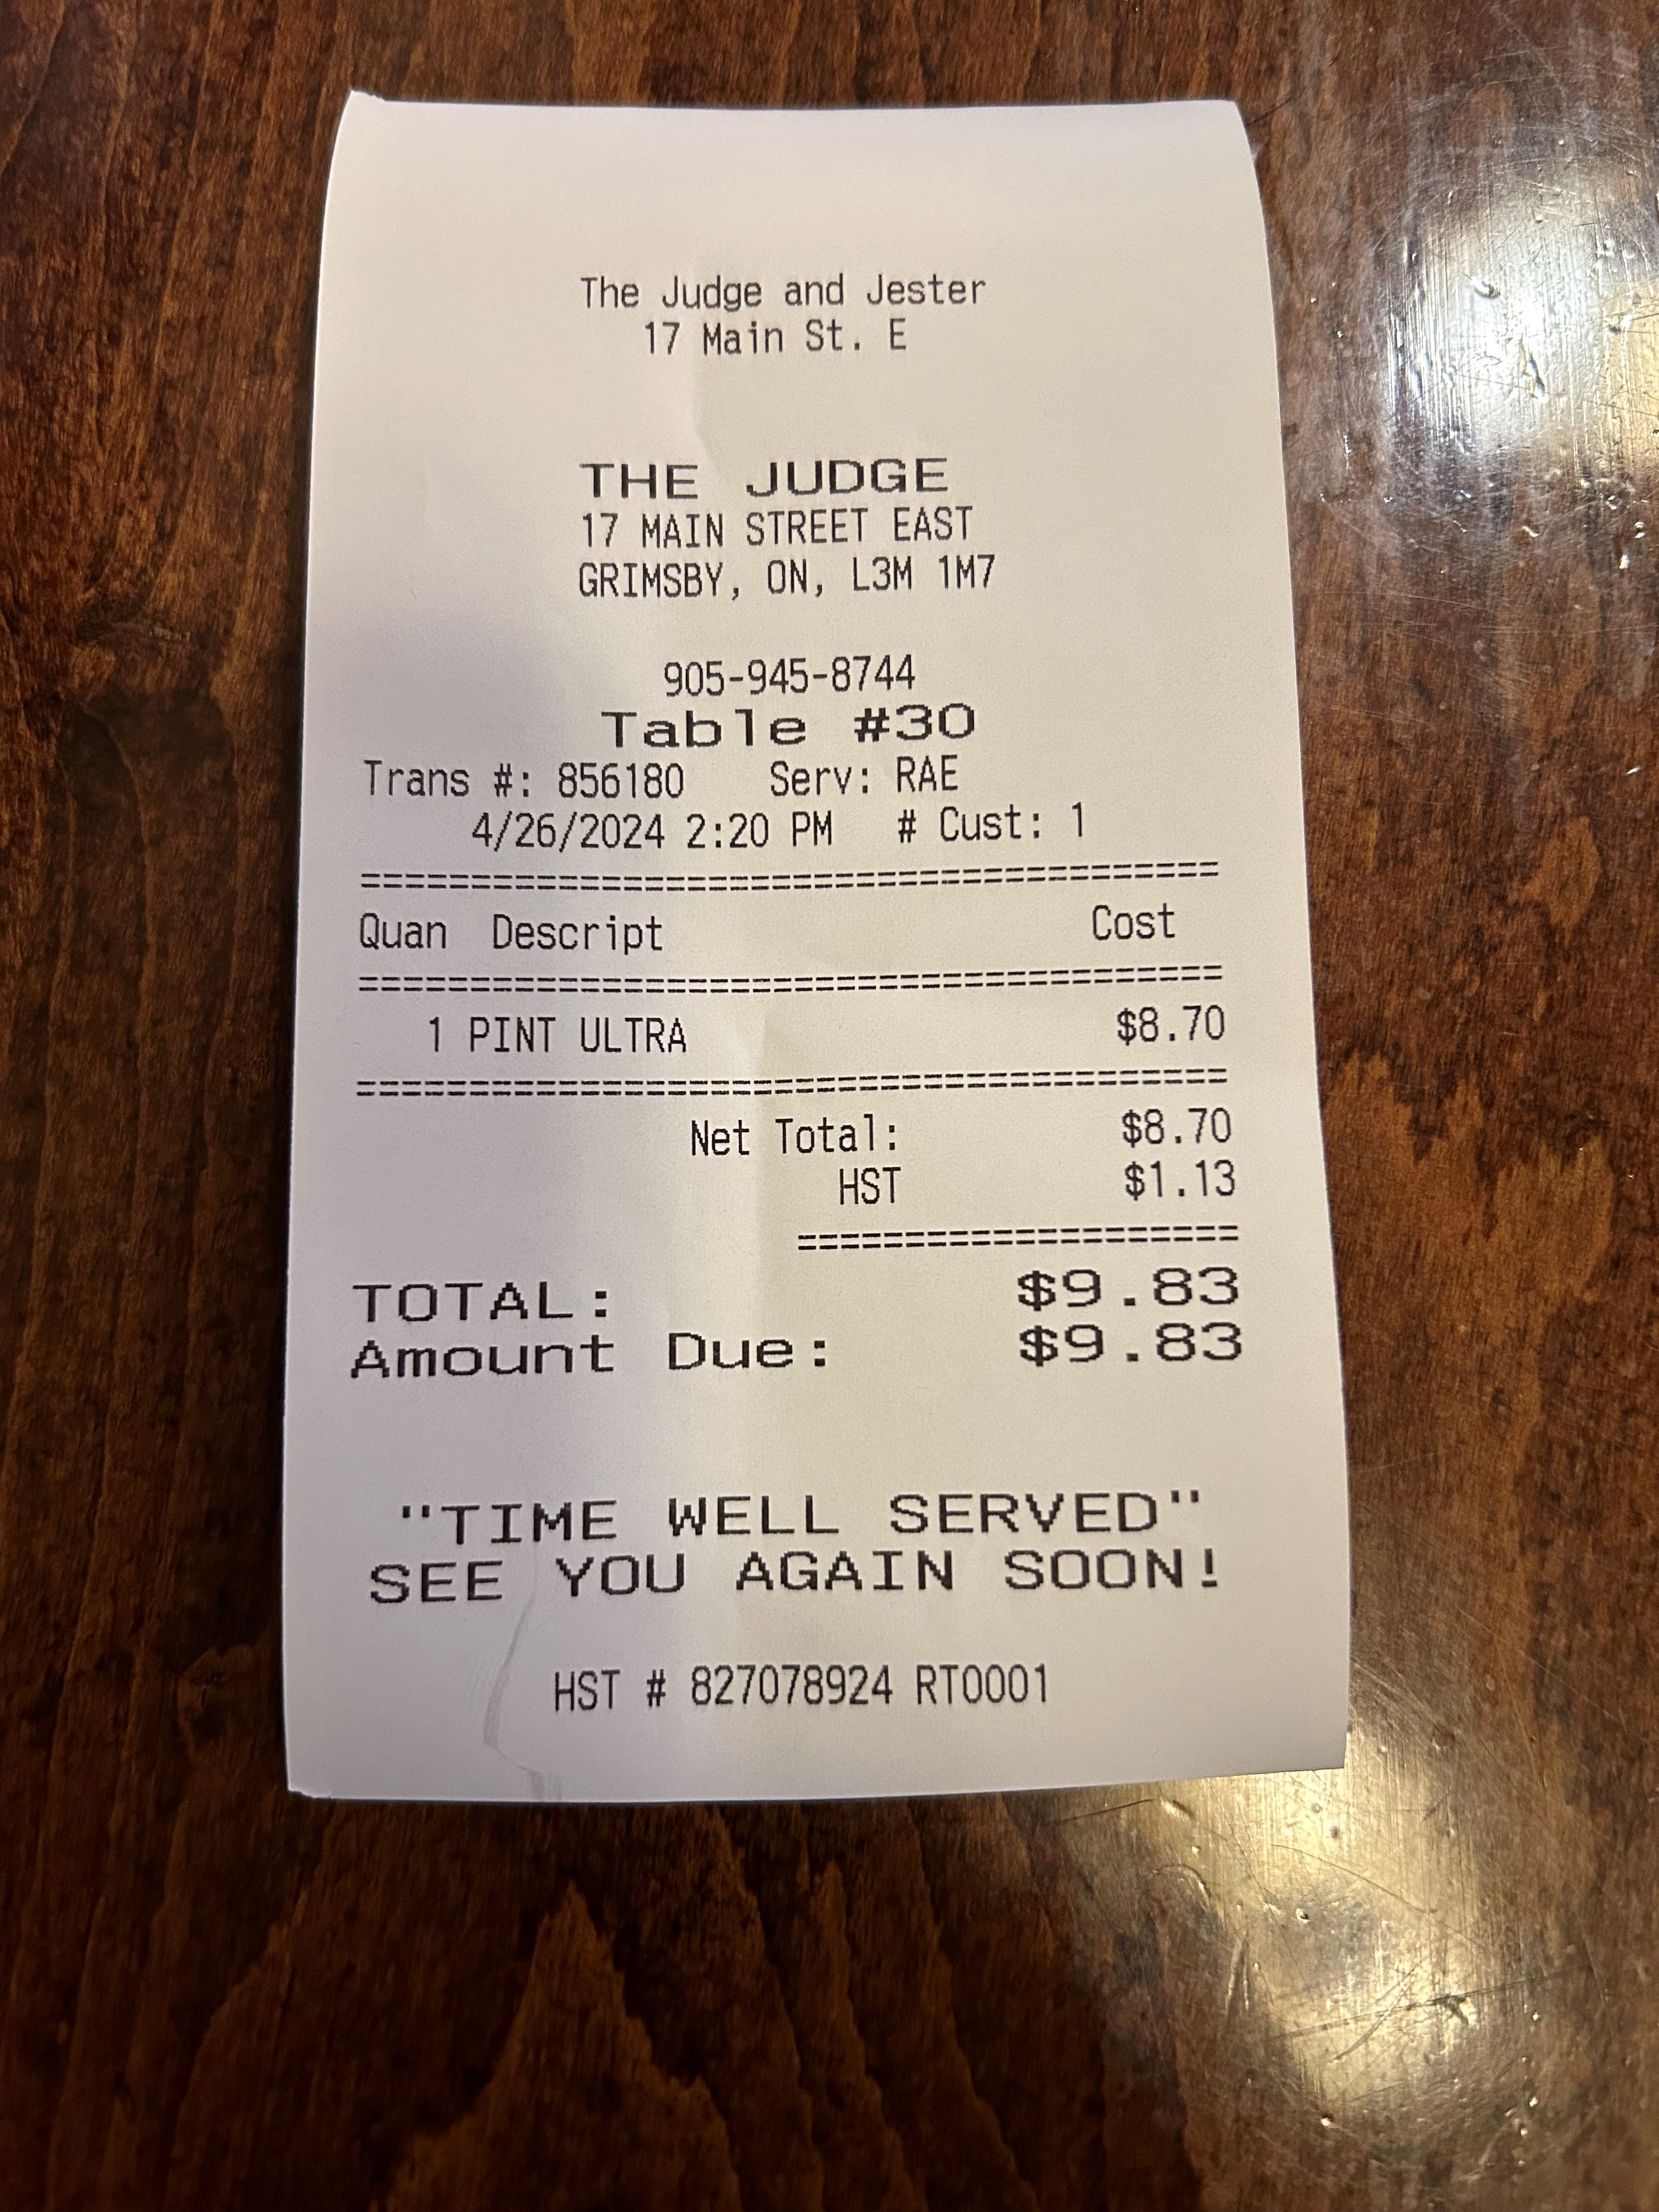 The Judge and Jester
17 Main St. E
THE JUDGE
17 MAIN STREET EAST
GRIMSBY, ON, L3M 1M7
905-945-8744
Table #30
Trans #: 856180 Serv: RAE
4/26/2024 2:20 PM # Cust: 1
========================================
Quan Descript Cost
========================================
1 PINT ULTRA $8.70
========================================
Net Total: $8.70
HST $1.13
====================
TOTAL: $9.83
Amount Due: $9.83
"TIME WELL SERVED"
SEE YOU AGAIN SOON!
HST # 827078924 RT0001